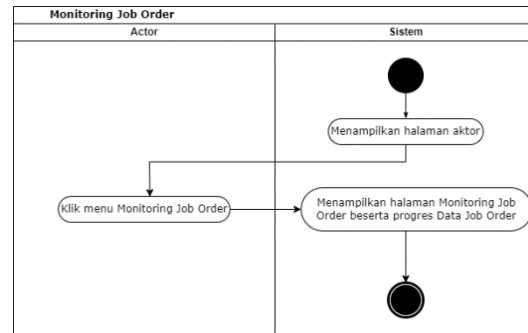 Monitoring Job Order
Actor
Sistem
Menampilkan halaman aktor
Klik menu Monitoring Job Order
Menampilkan halaman Monitoring Job
Order beserta progres Data Job Order